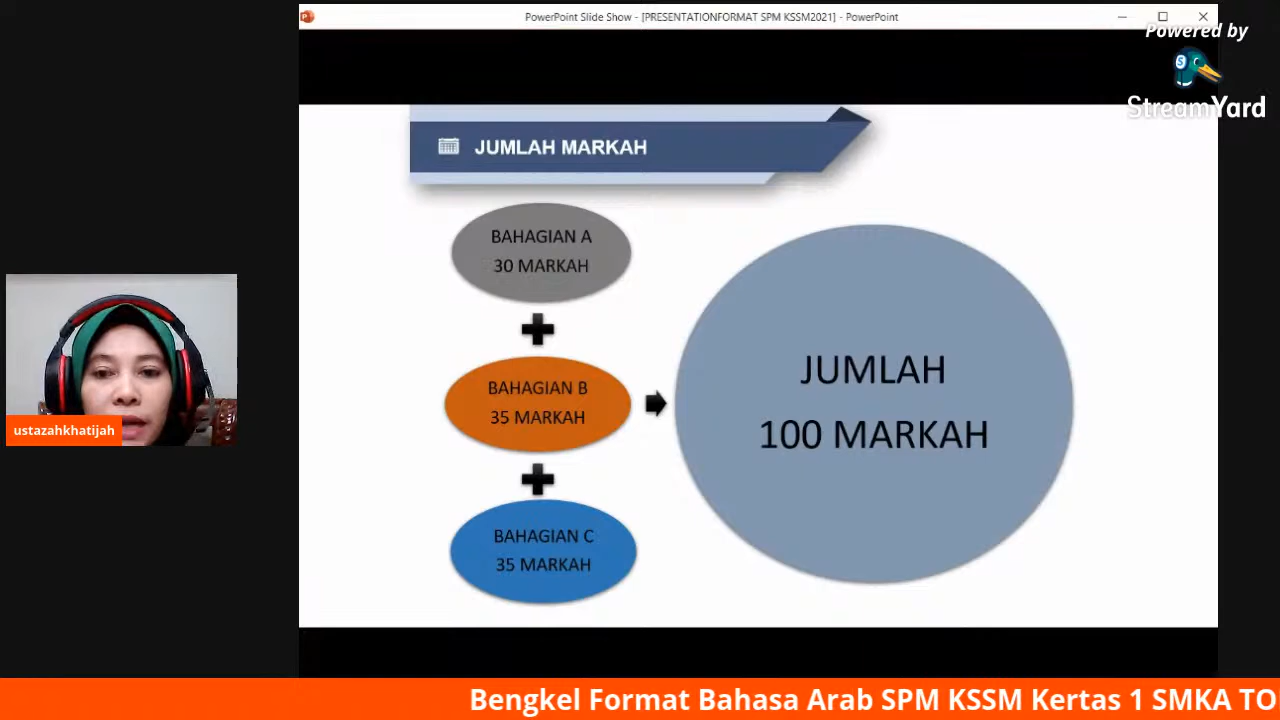 PowerPoint Slide Show - [PRESENTATIONFORMAT SPM KSSM2021] - PowerPoint
Powered by
StreamYard
JUMLAH MARKAH
BAHAGIAN A
30 MARKAH
BAHAGIAN B
35 MARKAH
BAHAGIAN C
35 MARKAH
JUMLAH
100 MARKAH
ustazahkhatijah
Bengkel Format Bahasa Arab SPM KSSM Kertas 1 SMKA TO